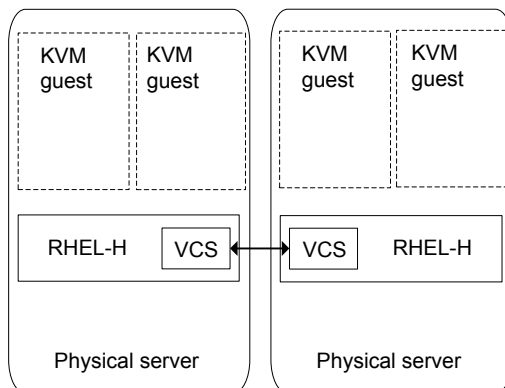 KVM
guest
KVM
guest
KVM
guest
KVM
guest
RHEL-H
VCS
VCS
RHEL-H
Physical server
Physical server